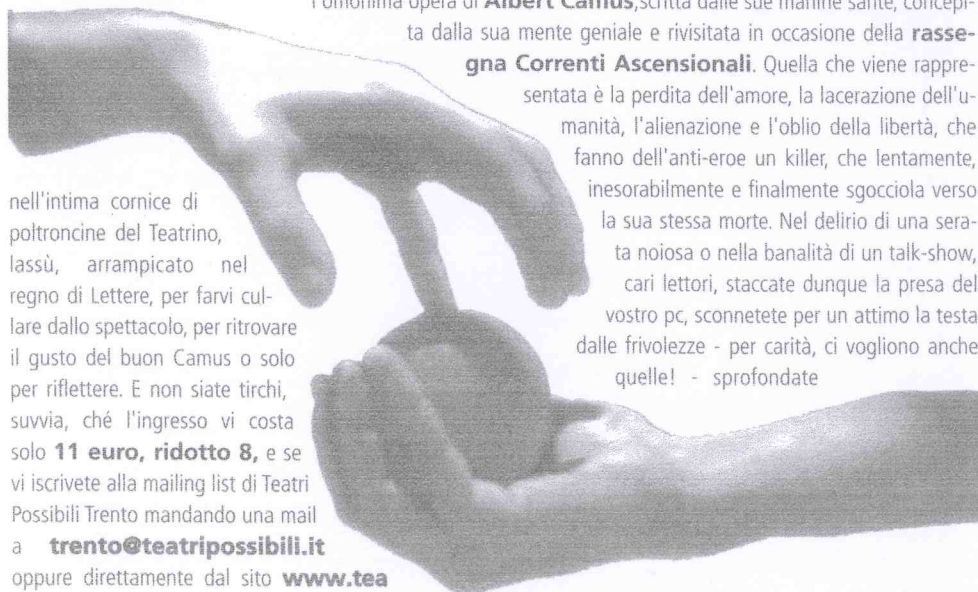 l'omonima opera di Albert Camus,scritta dalle sue manine sante, concepi-
ta dalla sua mente geniale e rivisitata in occasione della rasse-
gna Correnti Ascensionali. Quella che viene rappre-
sentata è la perdita dell'amore, la lacerazione dell'u-
manità, l'alienazione e l'oblio della libertà, che
fanno dell'anti-eroe un killer, che lentamente,
inesorabilmente e finalmente sgocciola verso
la sua stessa morte. Nel delirio di una sera-
ta noiosa o nella banalità di un talk-show,
cari lettori, staccate dunque la presa del
vostro pc, sconnetete per un attimo la testa
dalle frivolezze - per carità, ci vogliono anche
quelle! - sprofondate
nell'intima cornice di
poltroncine del Teatrino,
lassù, arrampicato nel
regno di Lettere, per farvi cul-
lare dallo spettacolo, per ritrovare
il gusto del buon Camus o solo
per riflettere. E non siate tirchi,
suvvia, ché l'ingresso vi costa
solo 11 euro, ridotto 8, e se
vi iscrivete alla mailing list di Teatri
Possibili Trento mandando una mail
a trento@teatripossibili.it
oppure direttamente dal sito www.tea